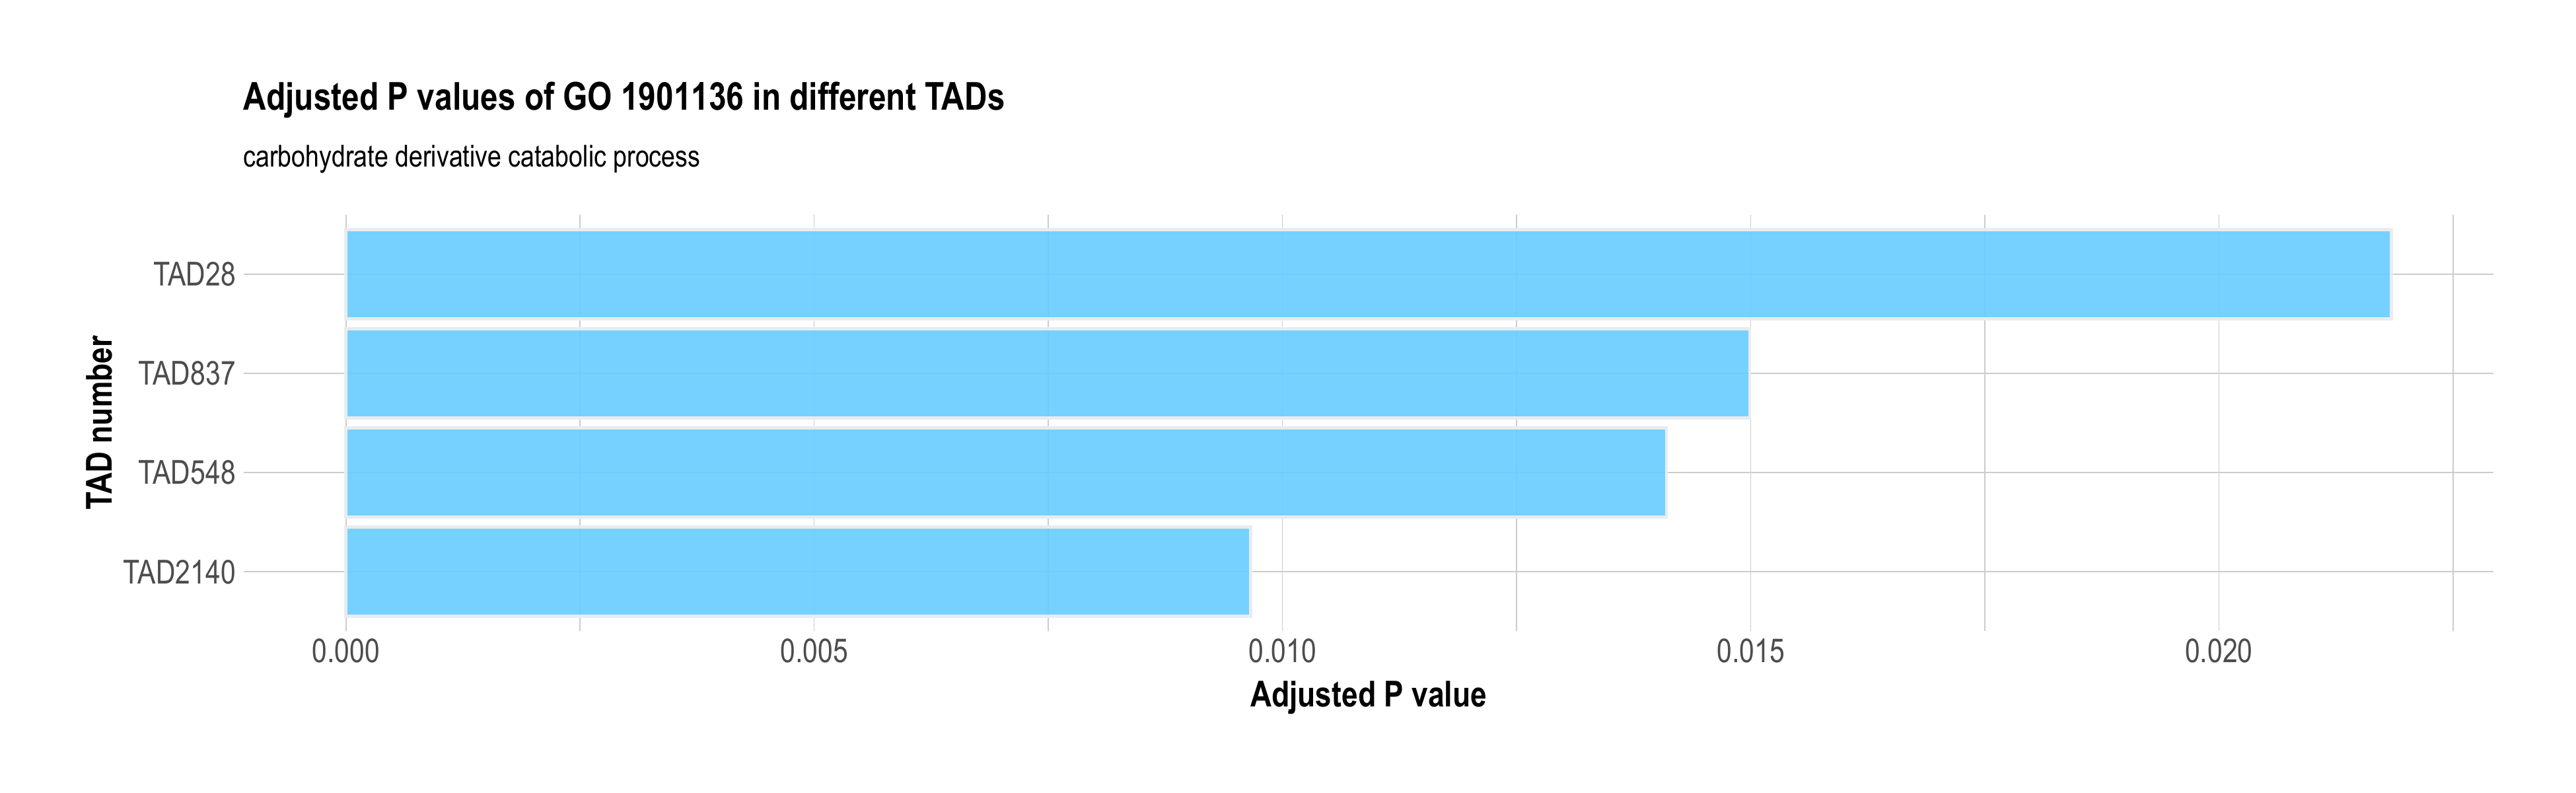 Adjusted P values of GO 1901136 in different TADs
carbohydrate derivative catabolic process
TAD number
TAD28
TAD837
TAD548
TAD2140
0.000 0.005 0.010 0.015 0.020
Adjusted P value